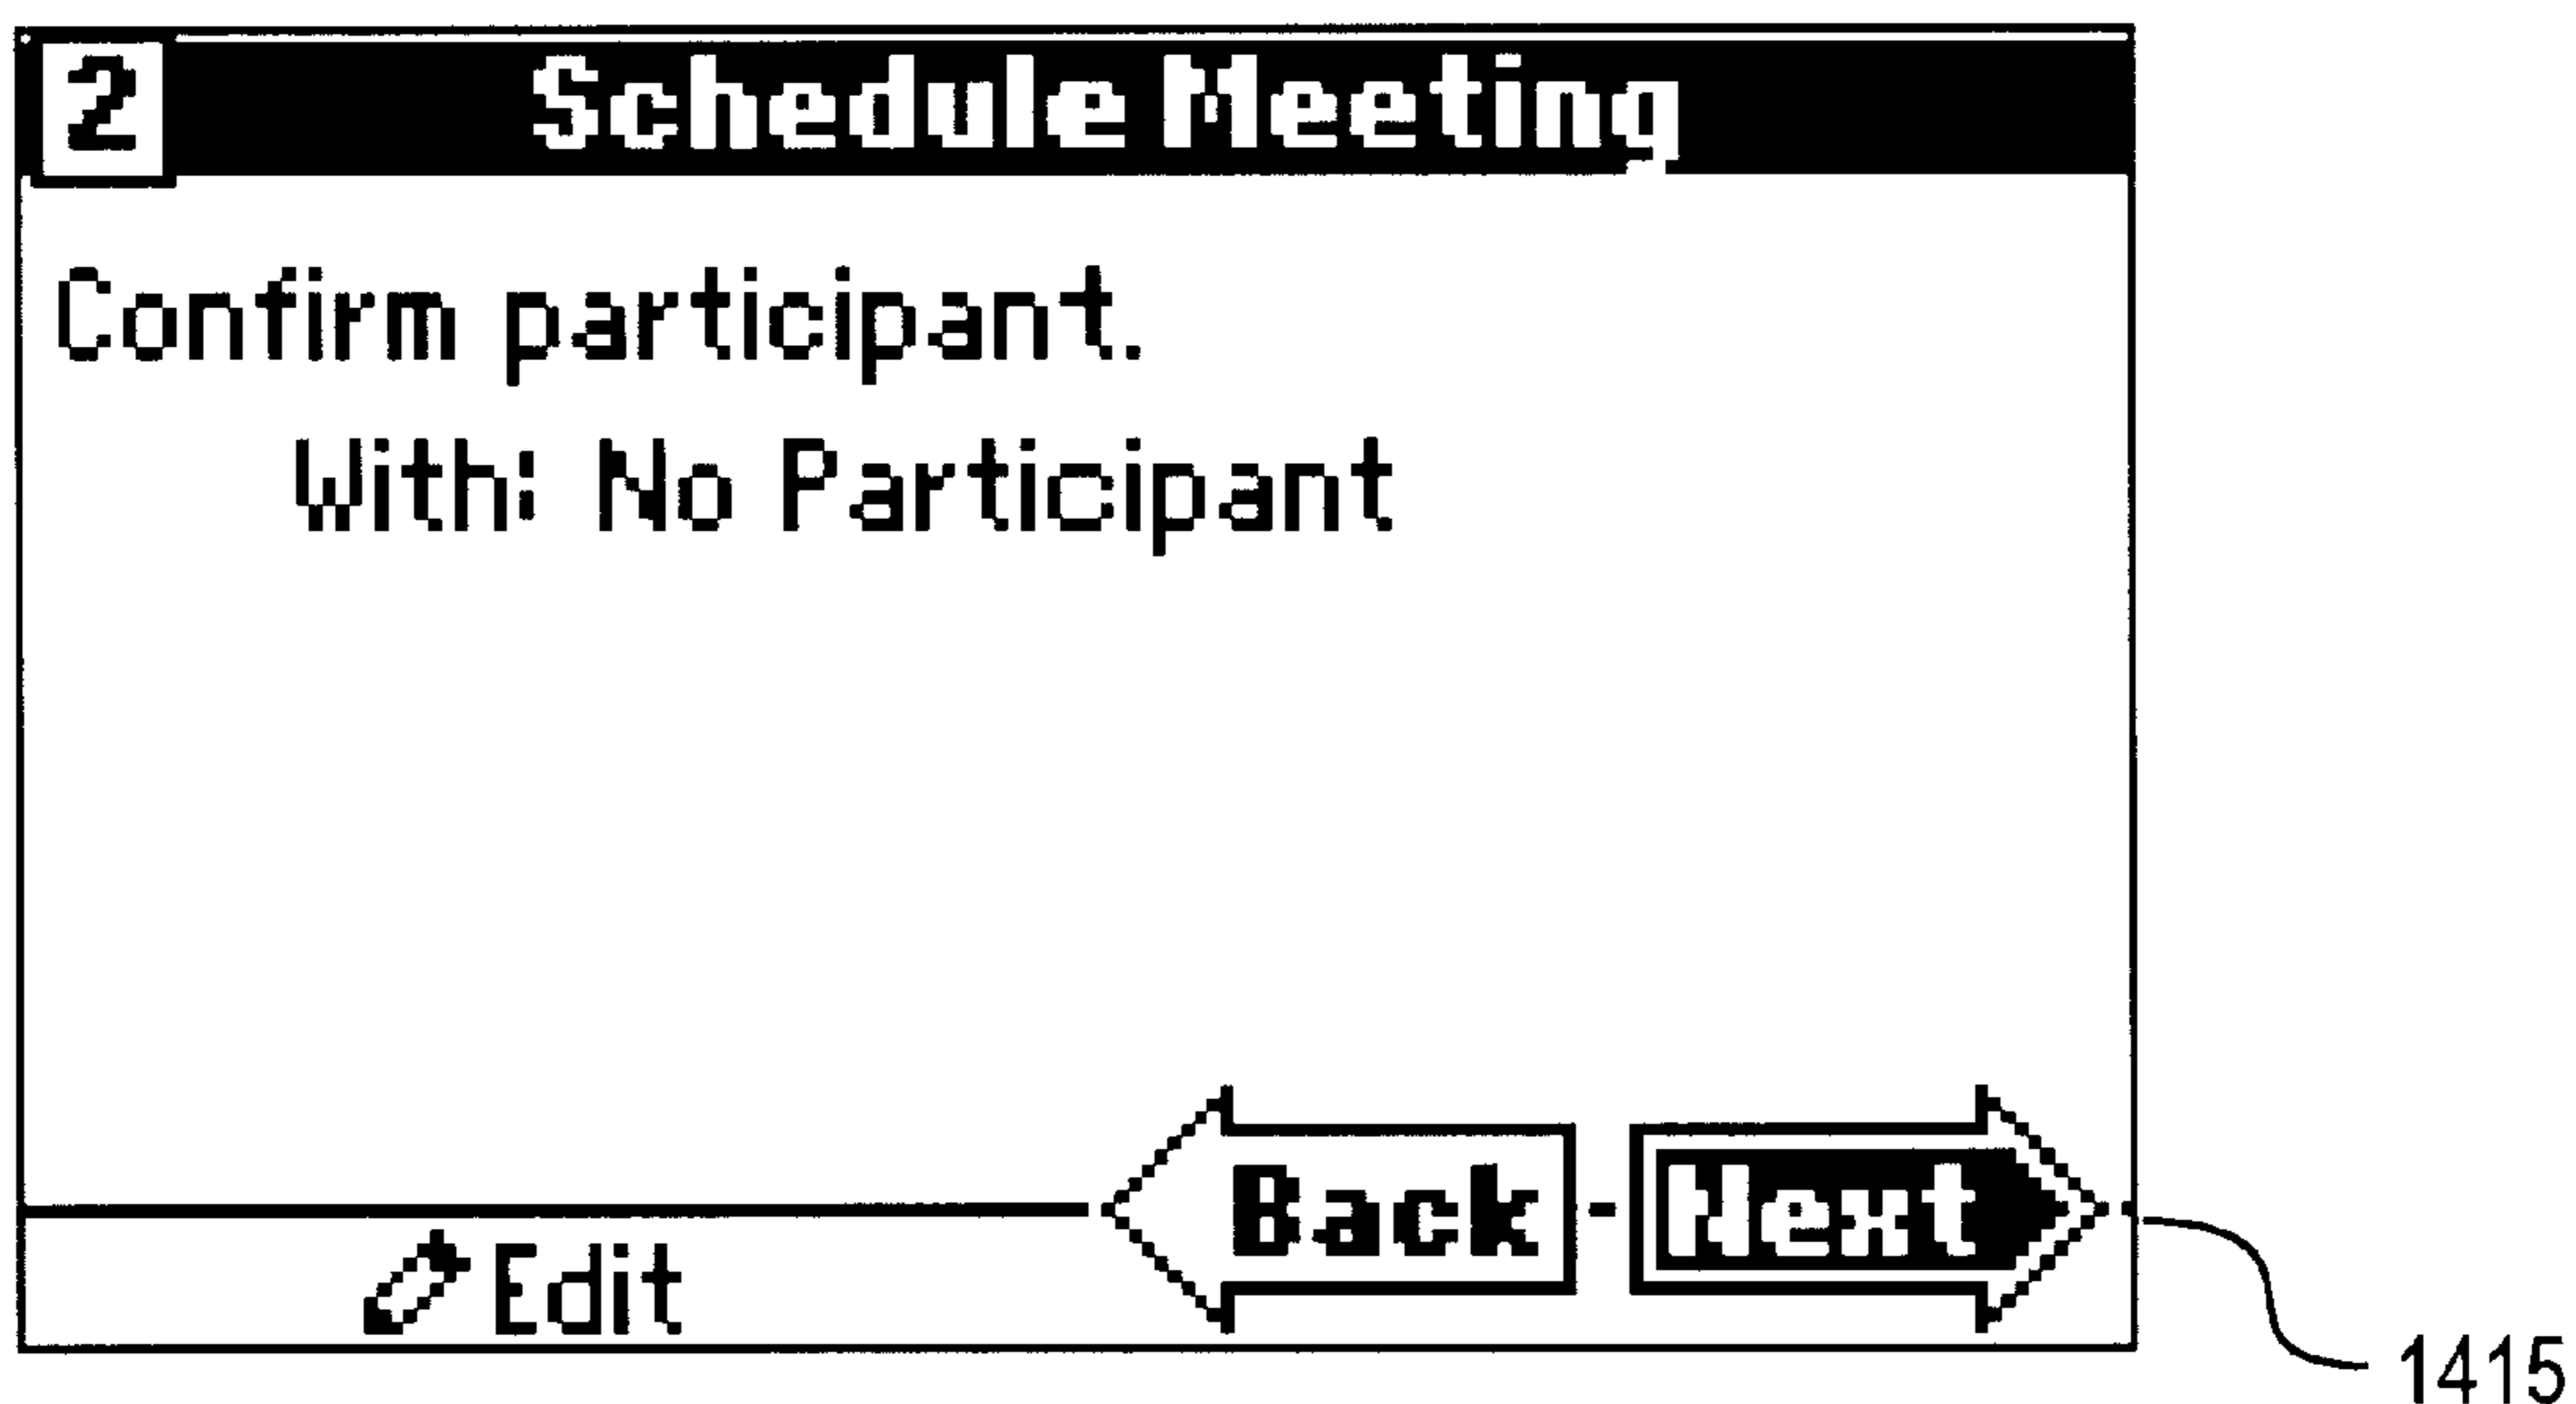 2 Schedule Meeting
Confirm participant.
With: No Participant
Back Next
Edit
1415